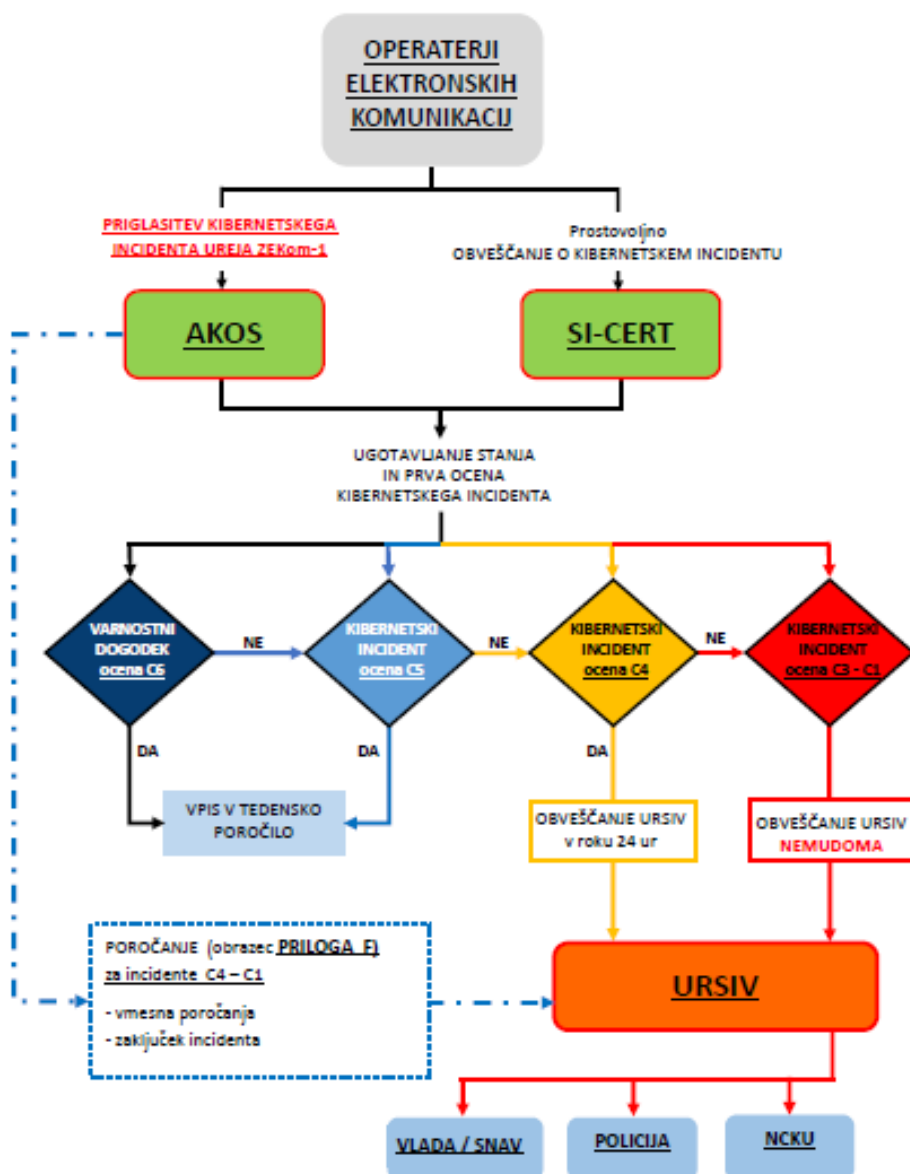 OPERATERJI
ELEKTRONSKIH
KOMUNIKACIJ
PRIGLASITEV KIBERNETSKEGA
INCIDENTA UREJA ZEKom-1
Prostovoljno
OBVEŠČANJE O KIBERNETSKEM INCIDENTU
AKOS
SI-CERT
UGOTAVLJANJE STANJA
IN PRVA OCENA
KIBERNETSKEGA INCIDENTA
VARNOSTNI
DOGODEK
ocena C6
NE
KIBERNETSKI
INCIDENT
ocena C5
NE
KIBERNETSKI
INCIDENT
ocena C4
NE
KIBERNETSKI
INCIDENT
ocena C3 - C1
DA
DA
DA
VPIS V TEDENSKO
POROČILO
OBVEŠČANJE URSIV
v roku 24 ur
OBVEŠČANJE URSIV
NEMUDOMA
POROČANJE (obrazec PRILOGA F)
za incidente C4 – C1
- vmesna poročanja
- zaključek incidenta
URSIV
VLADA / SNAV
POLICIJA
NCKU